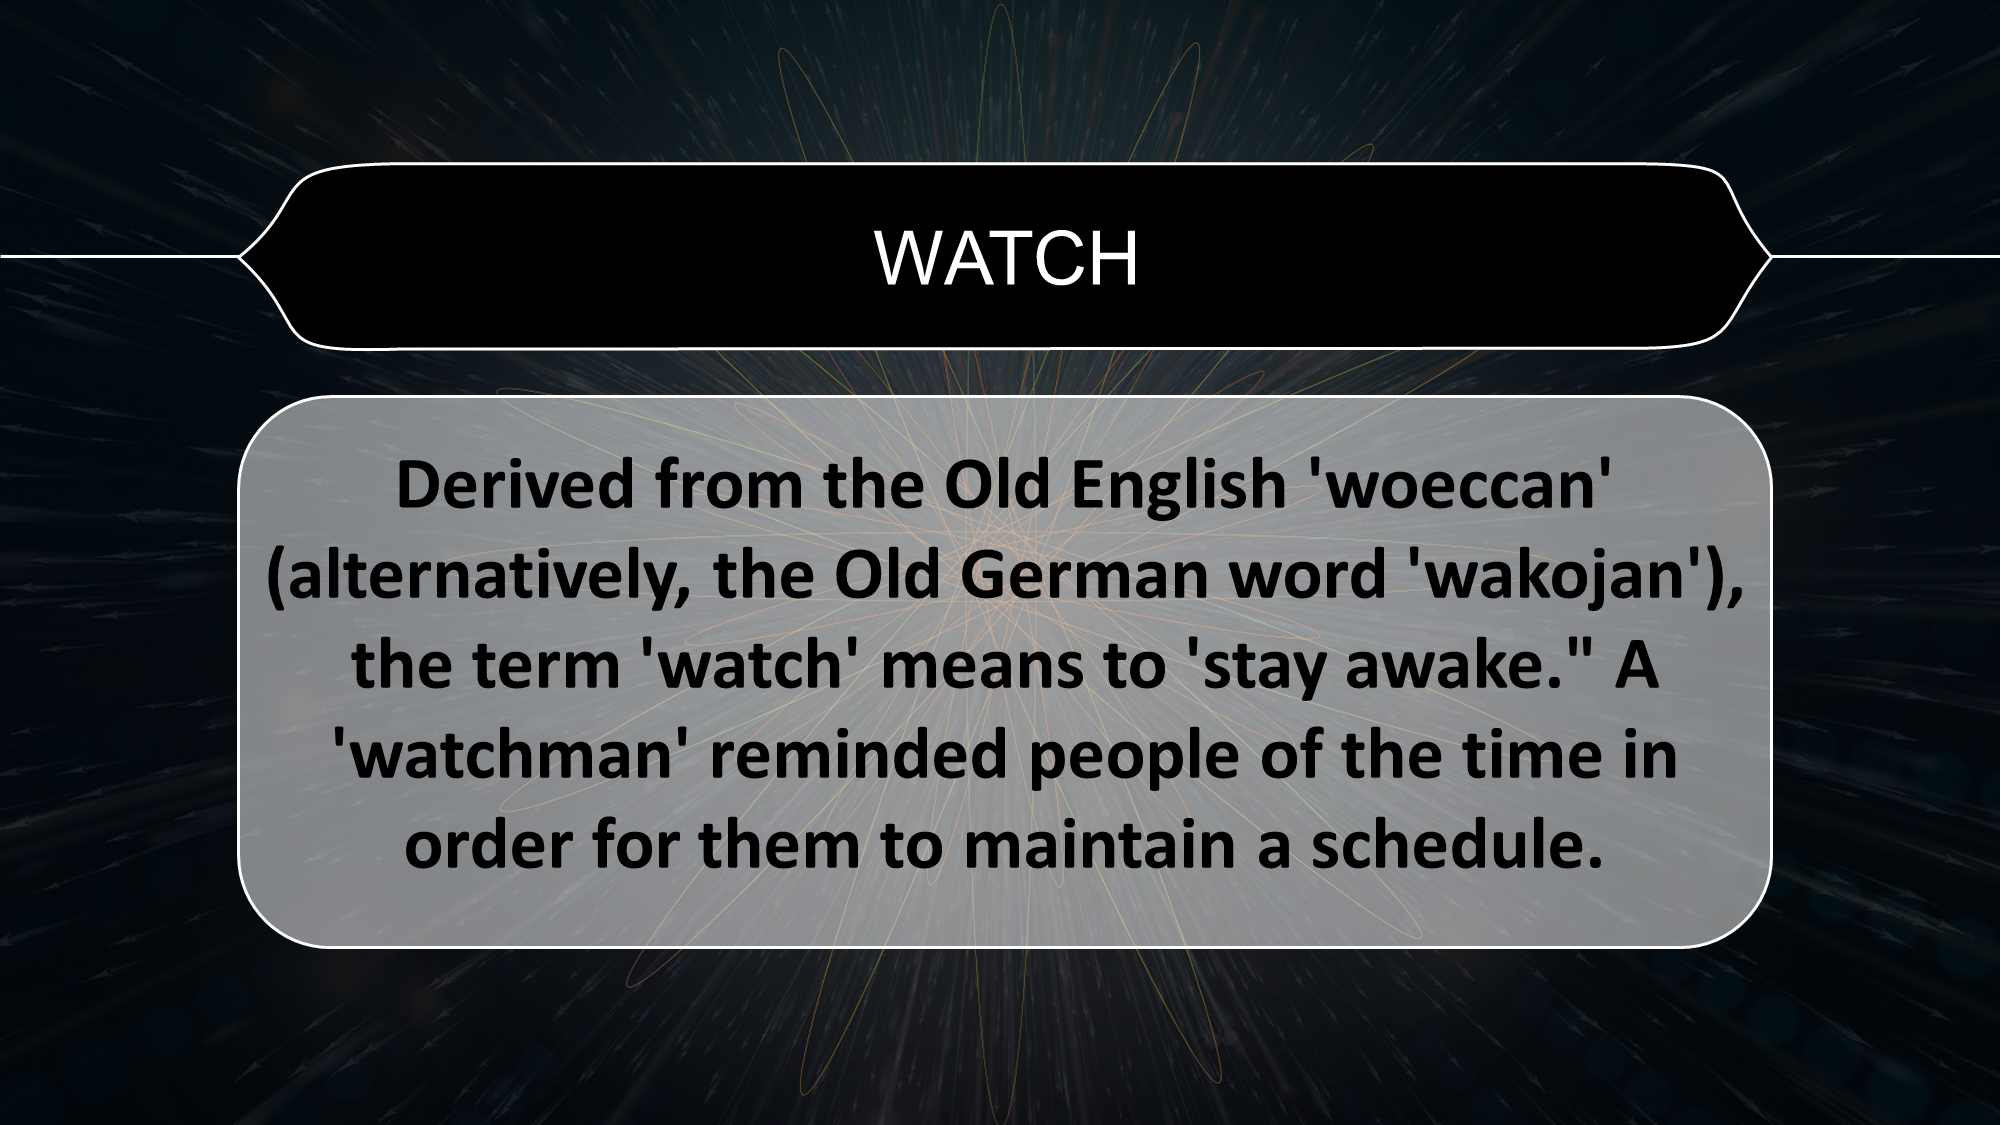 WATCH
Derived from the Old English 'woeccan'
(alternatively, the Old German word 'wakojan'),
the term 'watch' means to 'stay awake." A
'watchman' reminded people of the time in
order for them to maintain a schedule.